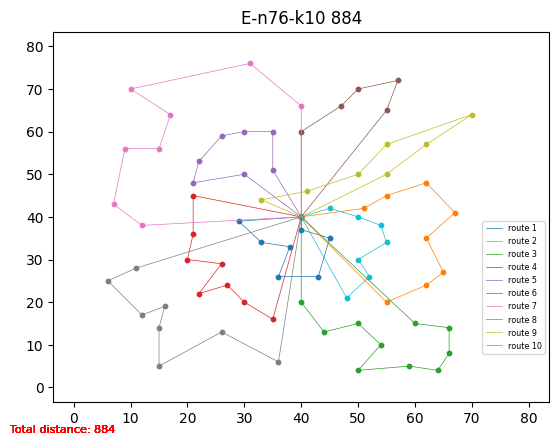 E-n76-k10 884
80
70
60
50
40
30
20
10
0
0 10 20 30 40 50 60 70 80
route 1
route 2
route 3
route 4
route 5
route 6
route 7
route 8
route 9
route 10
Total distance: 884